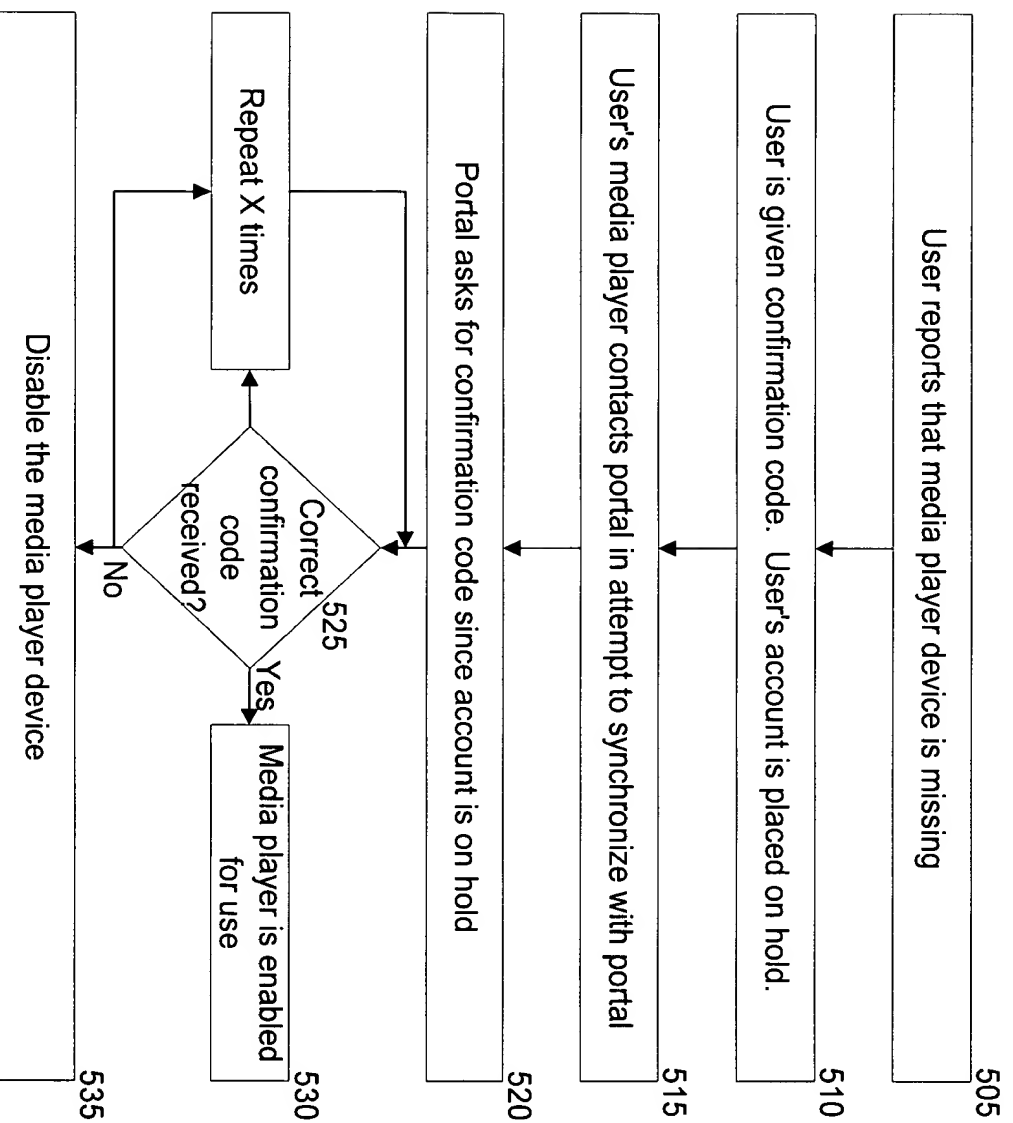 505
User reports that media player device is missing
510
User is given confirmation code. User's account is placed on hold.
515
User's media player contacts portal in attempt to synchronize with portal
520
Portal asks for confirmation code since account is on hold
525
Correct
confirmation
code
received?
Repeat X times
Yes
530
Media player is enabled
for use
No
535
Disable the media player device